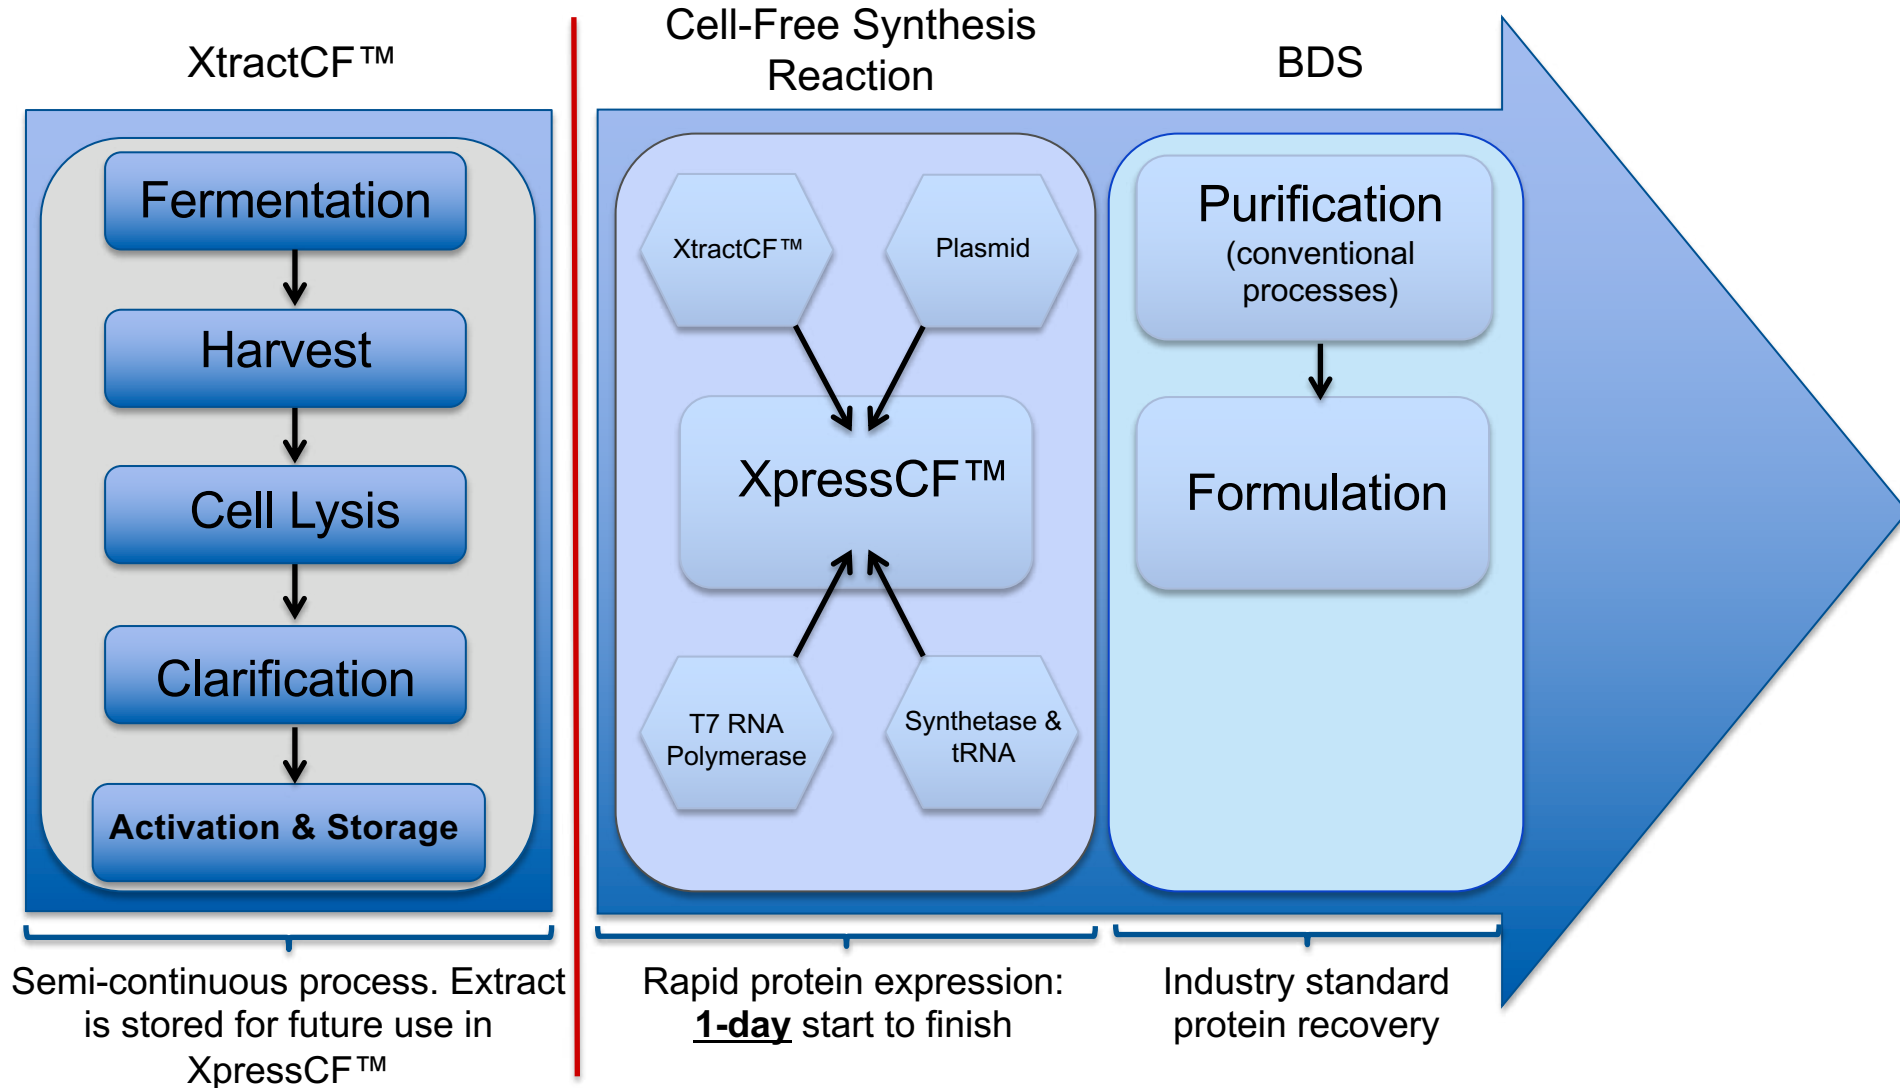 XtractCF™
Fermentation
Harvest
Cell Lysis
Clarification
Activation & Storage
Semi-continuous process. Extract
is stored for future use in
XpressCF™
Cell-Free Synthesis
Reaction
XtractCF™
Plasmid
XpressCF™
T7 RNA
Polymerase
Synthetase &
tRNA
Rapid protein expression:
1-day start to finish
BDS
Purification
(conventional
processes)
Formulation
Industry standard
protein recovery